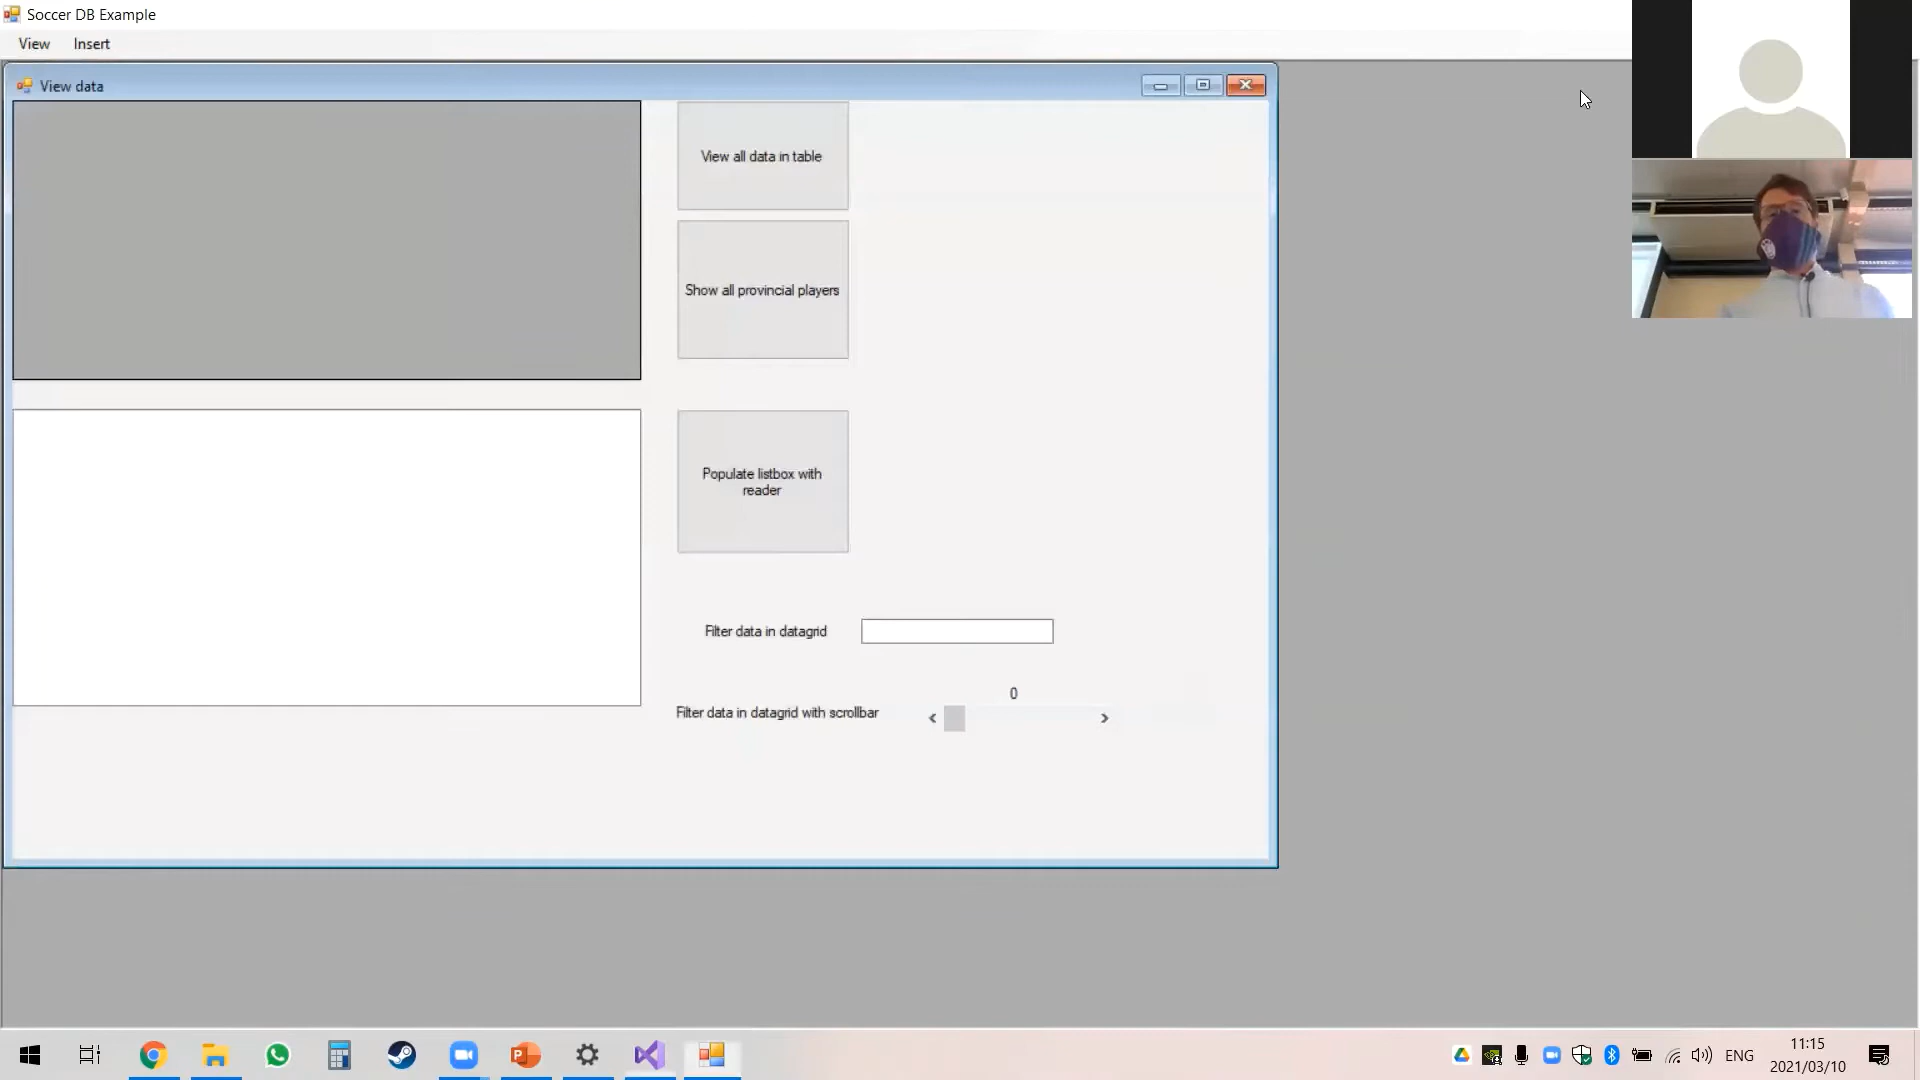 Soccer DB Example
View Insert
View data
View all data in table
Show all provincial players
Populate listbox with
reader
Filter data in datagrid
0
Filter data in datagrid with scrollbar
ENG
11:15
2021/03/10